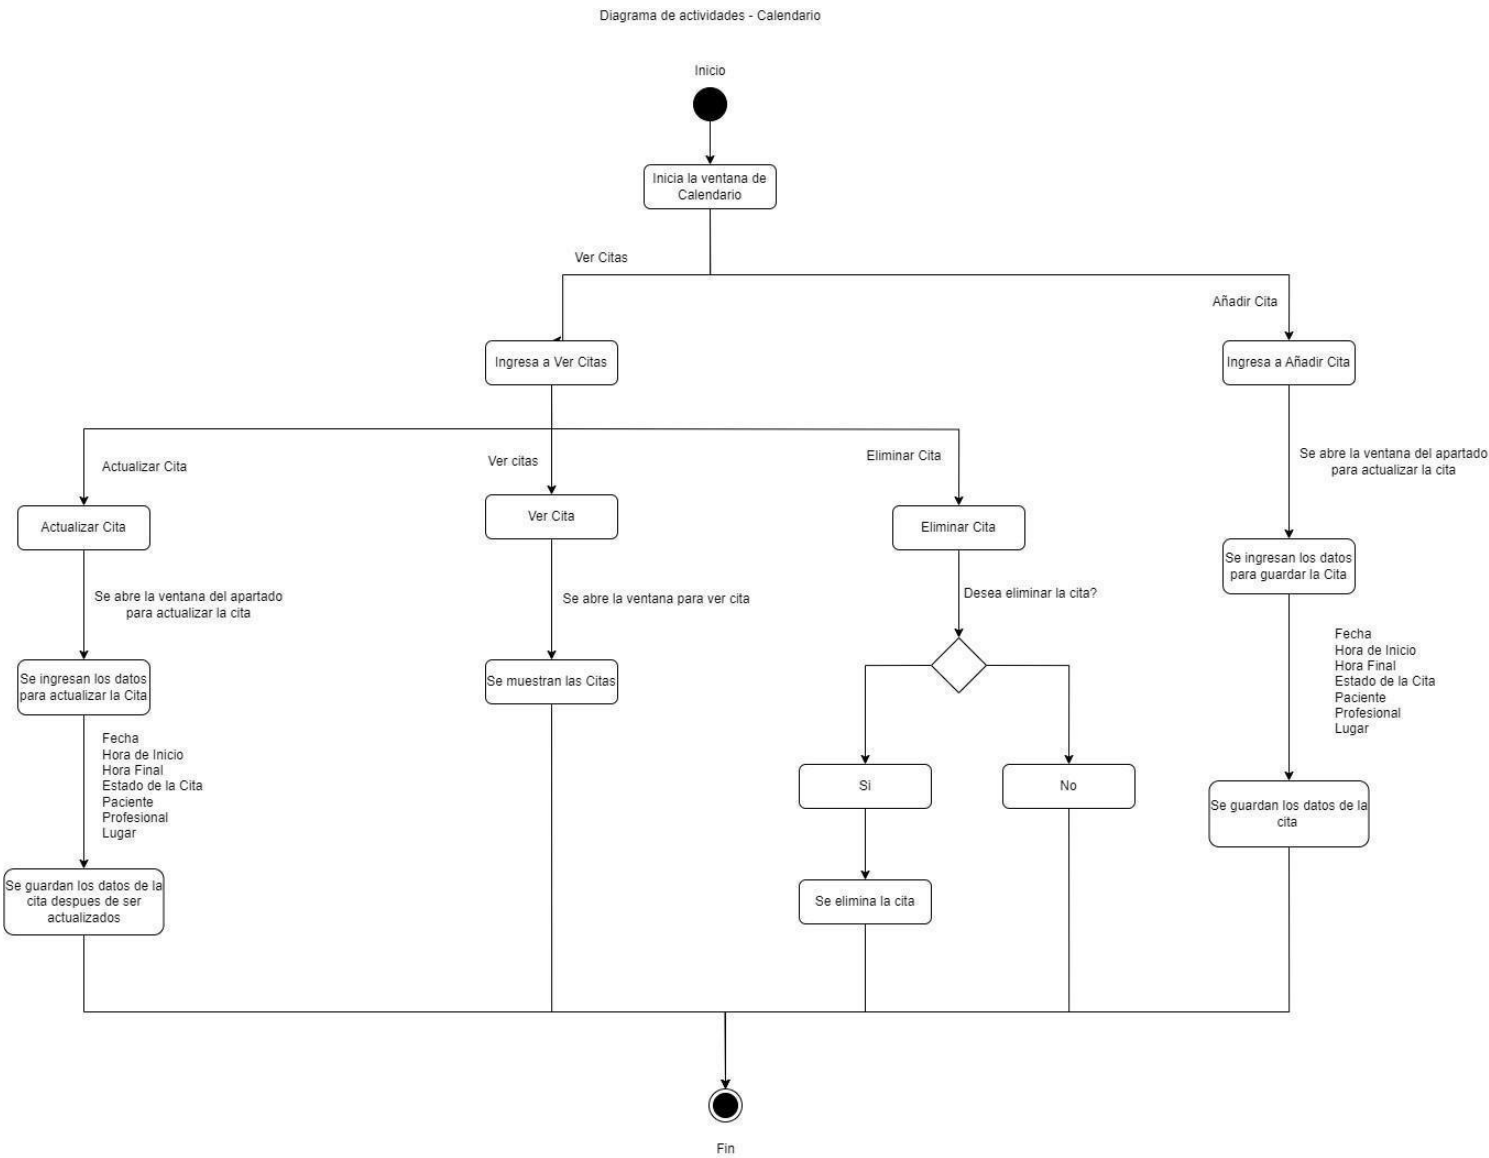 Diagrama de actividades - Calendario
Inicio
Inicia la ventana de
Calendario
Ver Citas
Añadir Cita
Ingresa a Ver Citas
Ingresa a Añadir Cita
Actualizar Cita
Ver citas
Eliminar Cita
Se abre la ventana del apartado
para actualizar la cita
Actualizar Cita
Ver Cita
Eliminar Cita
Se ingresan los datos
para guardar la Cita
Se abre la ventana del apartado
para actualizar la cita
Se abre la ventana para ver cita
Desea eliminar la cita?
Fecha
Hora de Inicio
Hora Final
Estado de la Cita
Paciente
Profesional
Lugar
Se ingresan los datos
para actualizar la Cita
Se muestran las Citas
Fecha
Hora de Inicio
Hora Final
Estado de la Cita
Paciente
Profesional
Lugar
Si
No
Se guardan los datos de la
cita
Se guardan los datos de la
cita despues de ser
actualizados
Se elimina la cita
Fin